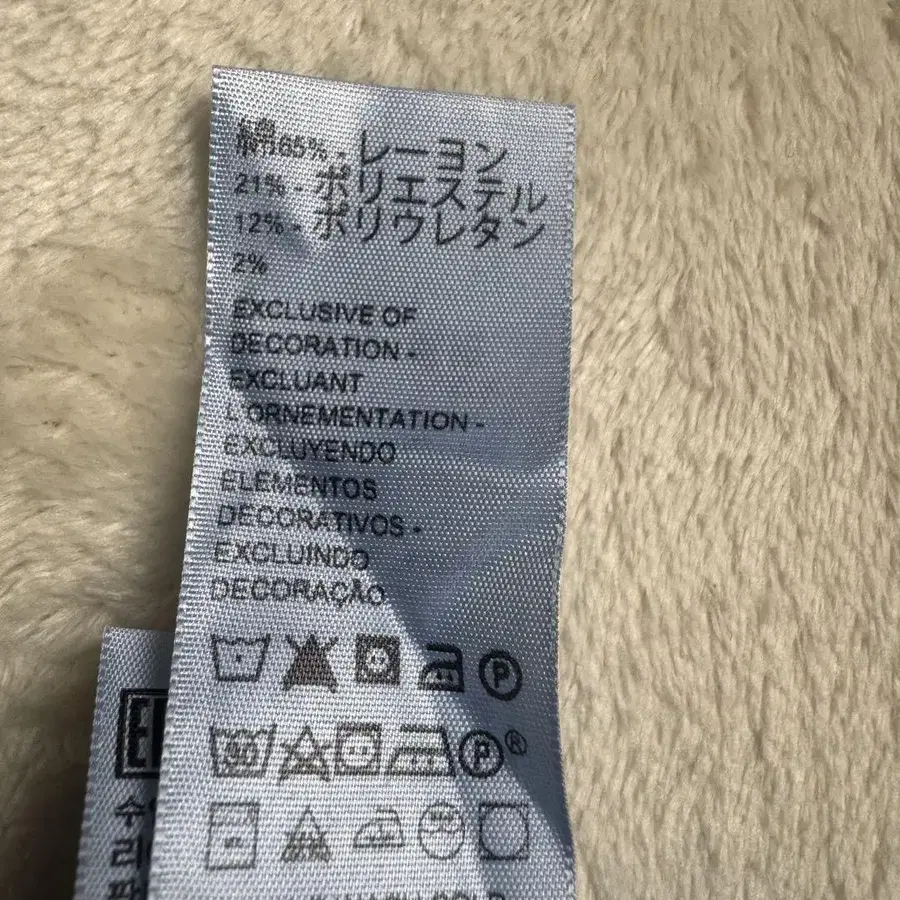 綿65% - レーヨン
21% - ポリエステル
12% - ポリウレタン
2%
EXCLUSIVE OF
DECORATION -
EXCLUANT
L'ORNEMENTATION -
EXCLUYENDO
ELEMENTOS
DECORATIVOS -
EXCLUINDO
DECORAÇÃO
P
P®